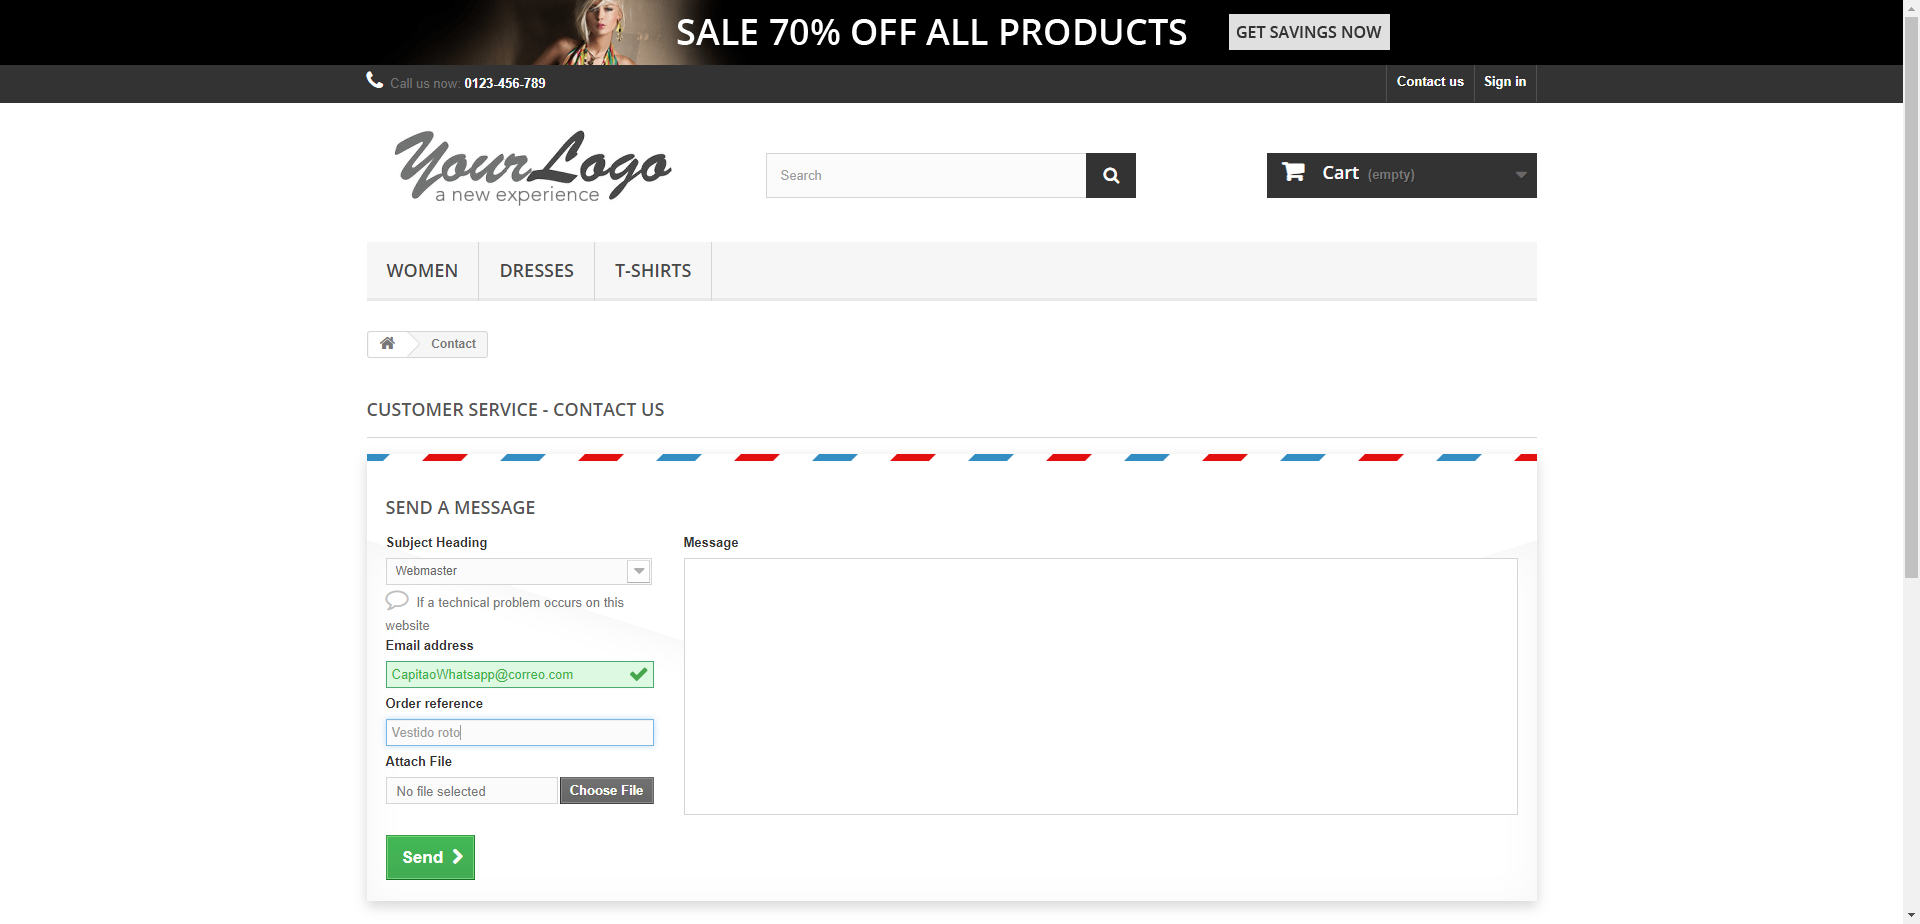 SALE 70% OFF ALL PRODUCTS
GET SAVINGS NOW
Call us now: 0123-456-789
Contact us
Sign in
YourLogo
a new experience
Search
Cart (empty)
WOMEN
DRESSES
T-SHIRTS
Contact
CUSTOMER SERVICE - CONTACT US
SEND A MESSAGE
Subject Heading
Webmaster
If a technical problem occurs on this
website
Email address
CapitaoWhatsapp@correo.com
Order reference
Vestido roto
Attach File
No file selected
Choose File
Send
Message